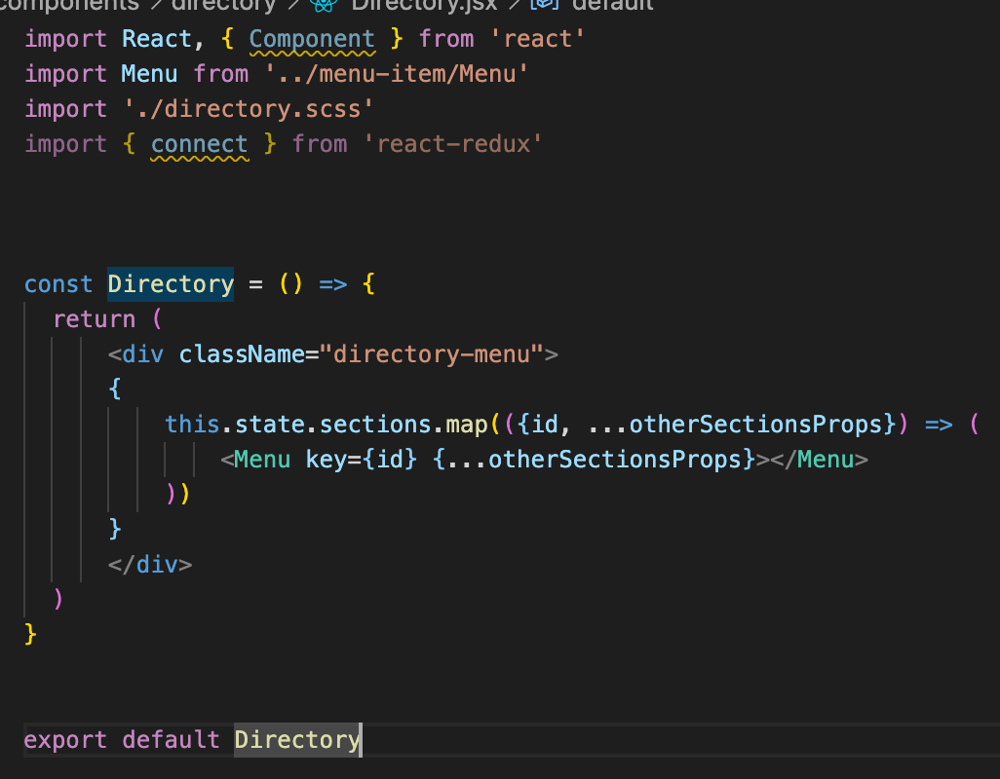 components > directory > Directory.jsx > default
import React, { Component } from 'react'
import Menu from '../menu-item/Menu'
import './directory.scss'
import { connect } from 'react-redux'
const Directory = () => {
return (
<div className="directory-menu">
{
this.state.sections.map(({id, ...otherSectionsProps}) => (
<Menu key={id} {...otherSectionsProps}></Menu>
))
}
</div>
)
}
export default Directory